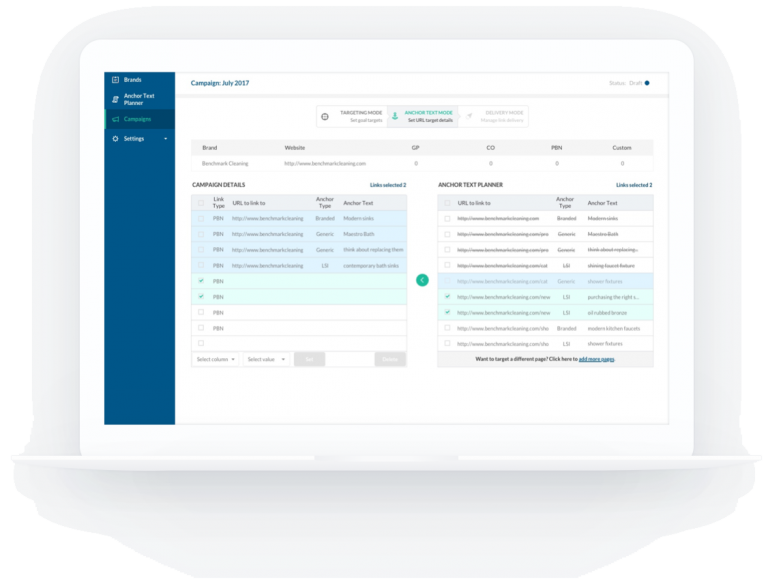 Brands
Anchor Text
Planner
Campaigns
Settings
Campaign: July 2017
Status: Draft
TARGETING MODE
Set goal targets
ANCHOR TEXT MODE
Set URL target details
DELIVERY MODE
Manage link delivery
Brand Website GP CO PBN Custom
Benchmark Cleaning http://www.benchmarkcleaning.com 0 0 0 0
CAMPAIGN DETAILS Links selected 2
Link Type URL to link to Anchor Type Anchor Text
PBN http://www.benchmarkcleaning Branded Modern sinks
PBN http://www.benchmarkcleaning Generic Maestro Bath
PBN http://www.benchmarkcleaning Generic think about replacing them
PBN http://www.benchmarkcleaning LSI contemporary bath sinks
PBN
PBN
PBN
PBN
Select column Select value Set Delete
ANCHOR TEXT PLANNER Links selected 2
URL to link to Anchor Type Anchor Text
http://www.benchmarkcleaning.com Branded Modern sinks
http://www.benchmarkcleaning.com/pro Generic Maestro Bath
http://www.benchmarkcleaning.com/pro Generic think about replacing...
http://www.benchmarkcleaning.com/cat LSI shining faucet fixture
http://www.benchmarkcleaning.com/cat Generic shower fixtures
http://www.benchmarkcleaning.com/new LSI purchasing the right s...
http://www.benchmarkcleaning.com/new LSI oil rubbed bronze
http://www.benchmarkcleaning.com/sho Branded modern kitchen faucets
http://www.benchmarkcleaning.com/sho LSI shower fixtures
Want to target a different page? Click here to add more pages.